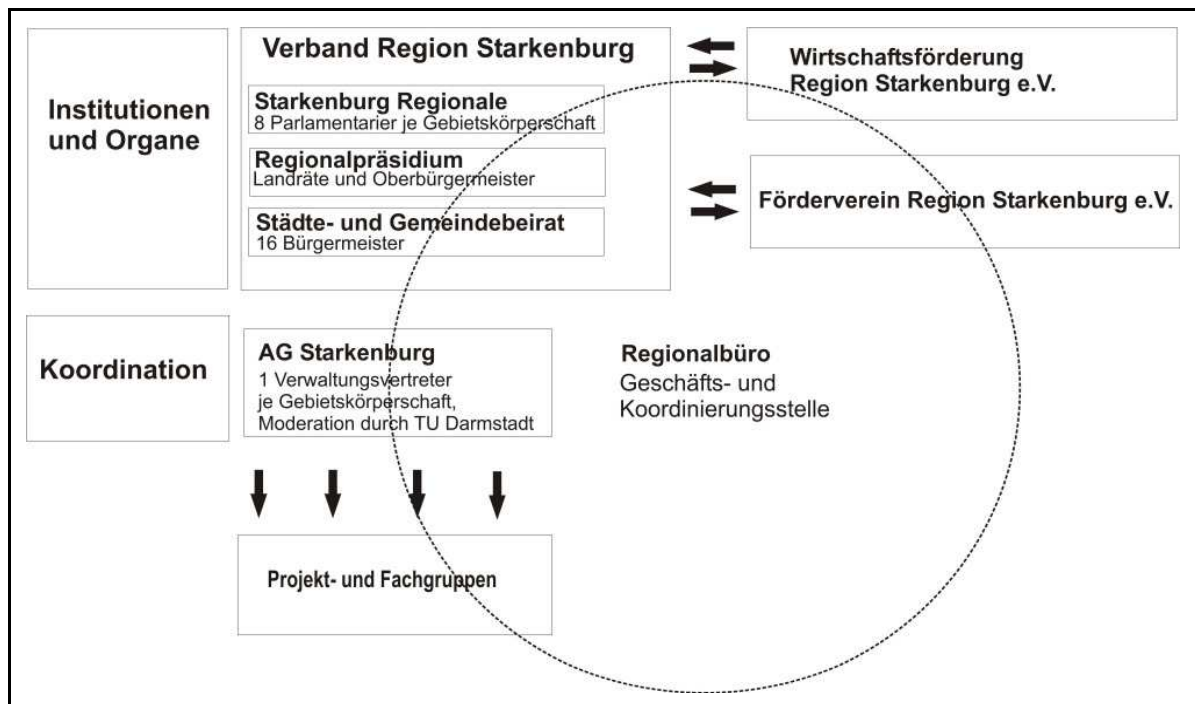 Institutionen
und Organe
Verband Region Starkenburg
Starkenburg Regionale
8 Parlamentarier je Gebietskörperschaft
Regionalpräsidium
Landräte und Oberbürgermeister
Städte- und Gemeindebeirat
16 Bürgermeister
Wirtschaftsförderung
Region Starkenburg e.V.
Förderverein Region Starkenburg e.V.
Koordination
AG Starkenburg
1 Verwaltungsvertreter
je Gebietskörperschaft,
Moderation durch TU Darmstadt
Regionalbüro
Geschäfts- und
Koordinierungsstelle
Projekt- und Fachgruppen